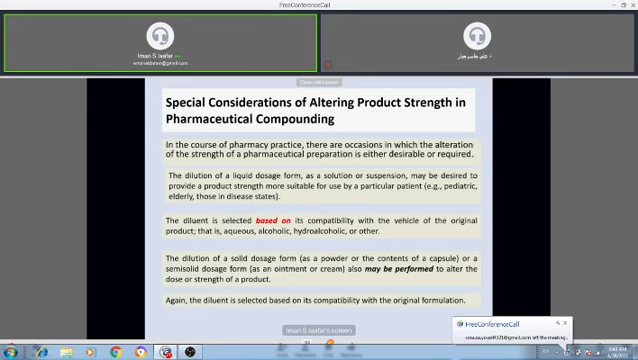 FreeConferenceCall
Iman S Jaafar
Special Considerations of Altering Product Strength in
Pharmaceutical Compounding
In the course of pharmacy practice, there are occasions in which the alteration
of the strength of a pharmaceutical preparation is either desirable or required.
The dilution of a liquid dosage form, as a solution or suspension, may be desired to
provide a product strength more suitable for use by a particular patient (e.g., pediatric,
elderly, those in disease states).
The diluent is selected based on its compatibility with the vehicle of the original
product; that is, aqueous, alcoholic, hydroalcoholic, or other.
The dilution of a solid dosage form (as a powder or the contents of a capsule) or a
semisolid dosage form (as an ointment or cream) also may be performed to alter the
dose or strength of a product.
Again, the diluent is selected based on its compatibility with the original formulation.
FreeConferenceCall
left the meeting
Iman S Jaafar's screen
EN